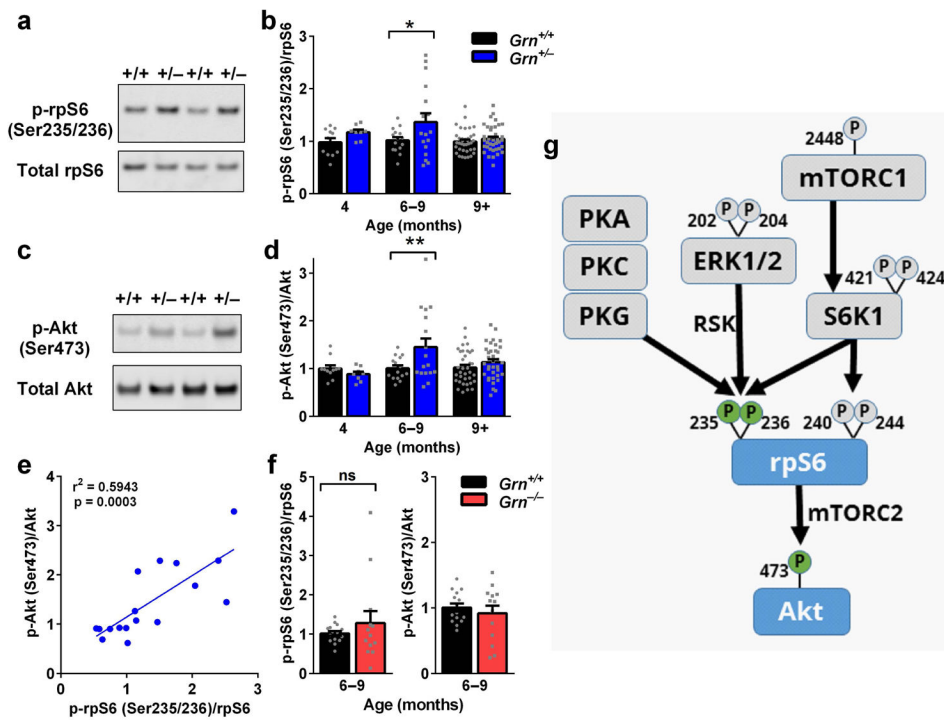 a
+/+ +/– +/+ +/–
p-rpS6
(Ser235/236)
Total rpS6
b
p-rpS6 (Ser235/236)/rpS6
3
2
1
0
*
Grn+/+
Grn+/–
4 6–9 9+
Age (months)
c
+/+ +/– +/+ +/–
p-Akt
(Ser473)
Total Akt
d
p-Akt (Ser473)/Akt
4
3
2
1
0
**
4 6–9 9+
Age (months)
e
r2 = 0.5943
p = 0.0003
p-Akt (Ser473)/Akt
4
3
2
1
0
0 1 2 3
p-rpS6 (Ser235/236)/rpS6
f
p-rpS6 (Ser235/236)/rpS6
5
4
3
2
1
0
ns
6–9
p-Akt (Ser473)/Akt
3
2
1
0
Grn+/+
Grn–/–
6–9
Age (months)
g
P
2448
mTORC1
PKA
PKC
PKG
P P
202 204
ERK1/2
RSK
P P
421 424
S6K1
P P
235 236
P P
240 244
rpS6
mTORC2
P
473
Akt